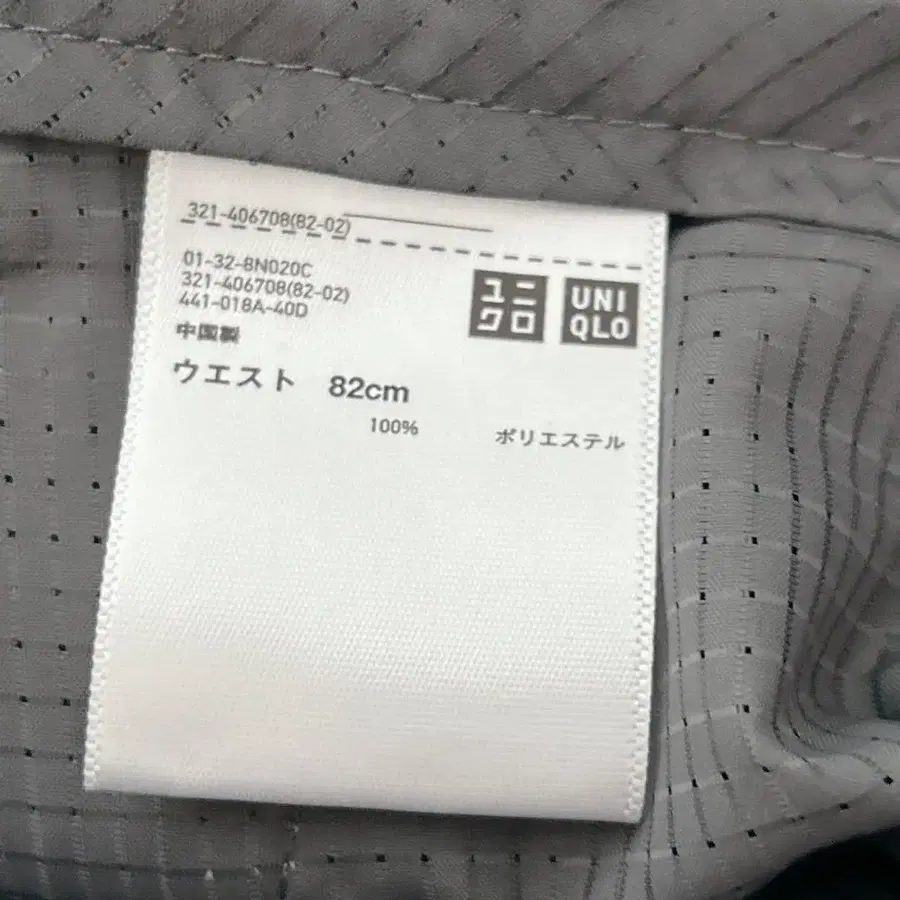 321-406708(82-02)
01-32-8N020C
321-406708(82-02)
441-018A-40D
中国製
ユニ
クロ
UNI
QLO
ウエスト 82cm
100% ポリエステル